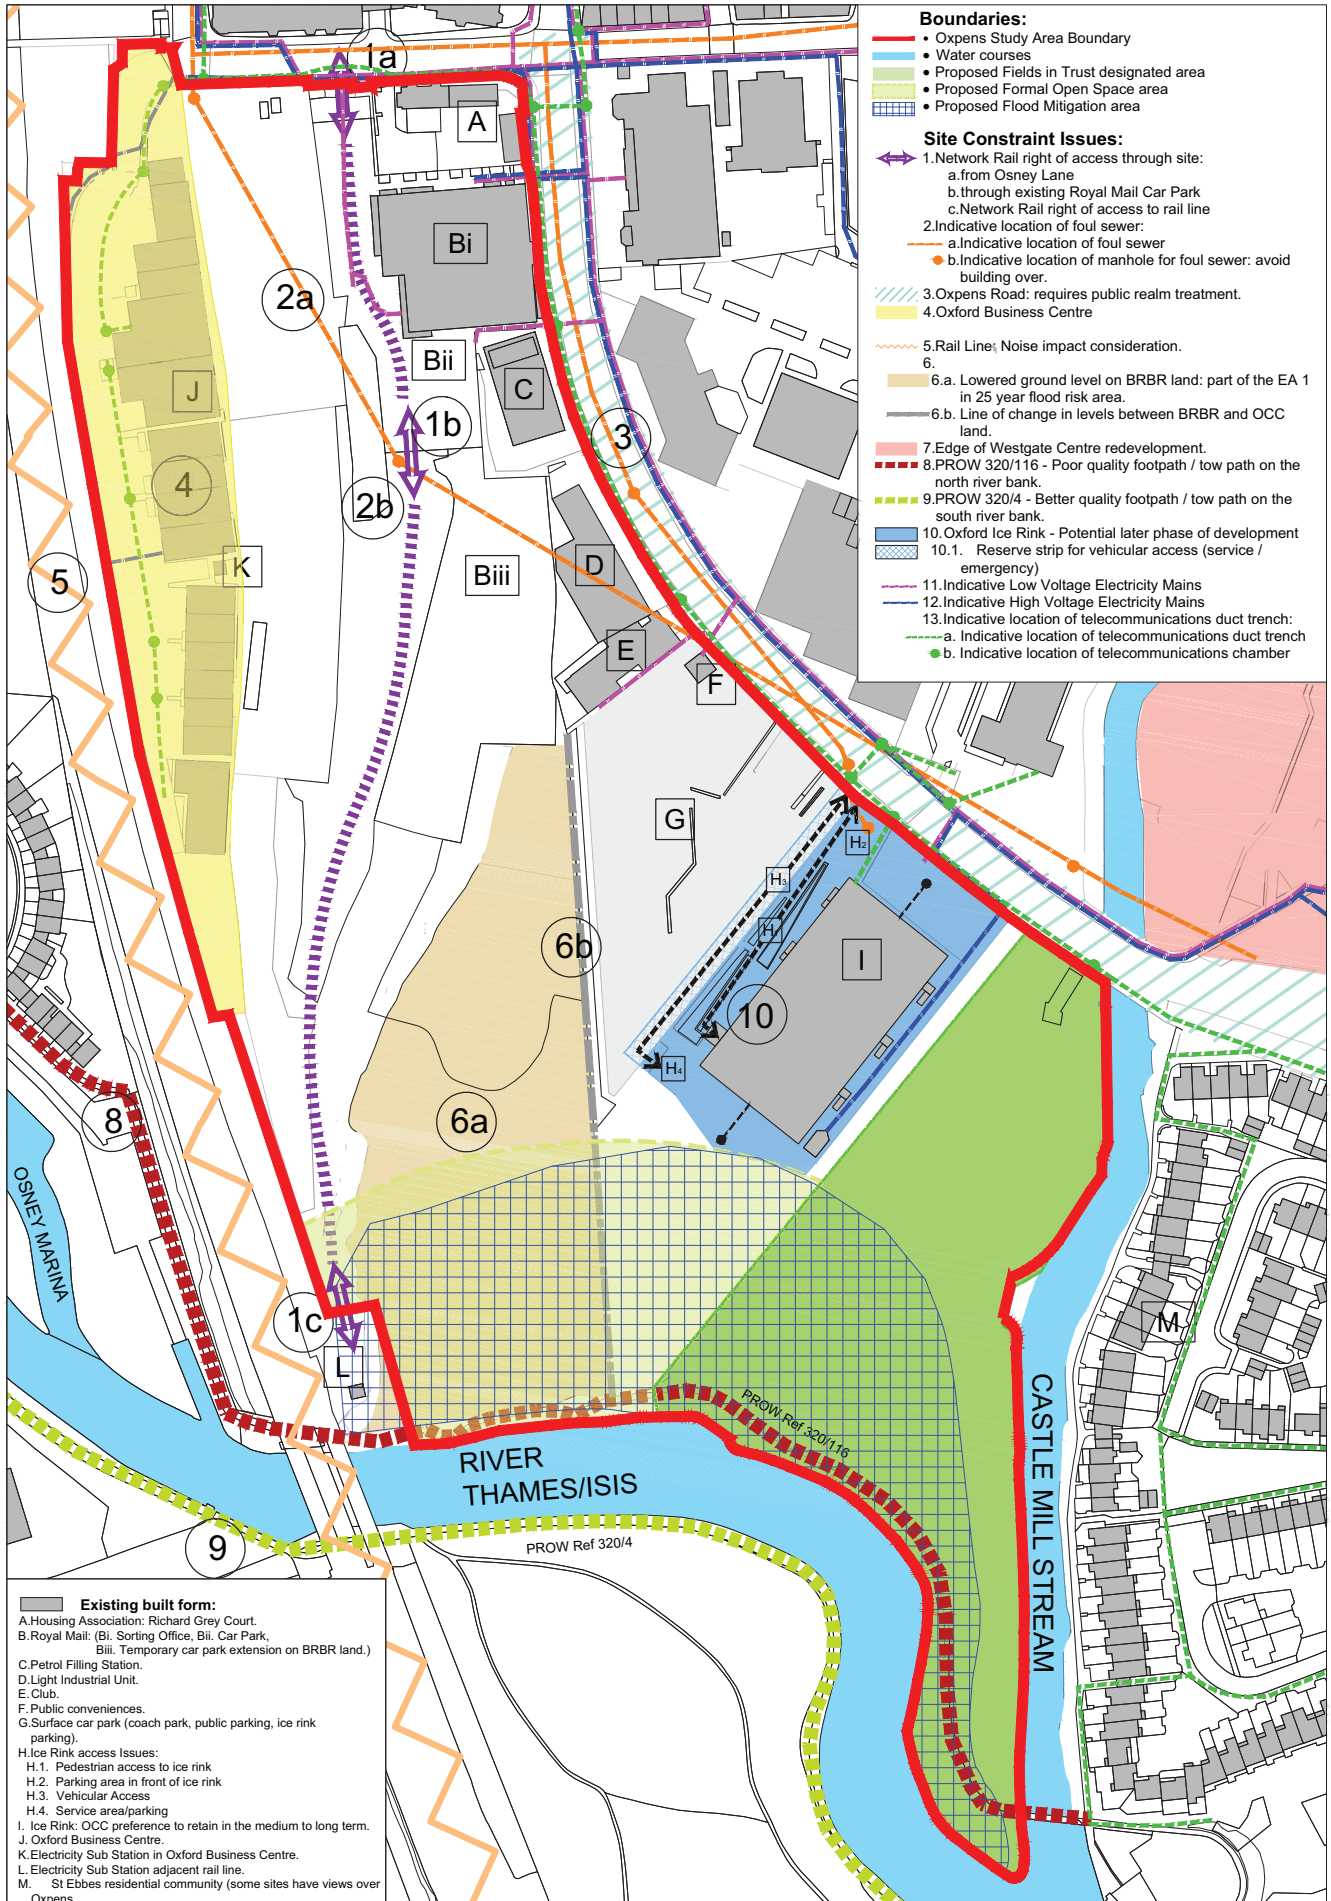 Boundaries:
• Oxpens Study Area Boundary
• Water courses
• Proposed Fields in Trust designated area
• Proposed Formal Open Space area
• Proposed Flood Mitigation area
Site Constraint Issues:
1.Network Rail right of access through site:
a.from Osney Lane
b.through existing Royal Mail Car Park
c.Network Rail right of access to rail line
2.Indicative location of foul sewer:
a.Indicative location of foul sewer
b.Indicative location of manhole for foul sewer: avoid
building over.
3.Oxpens Road: requires public realm treatment.
4.Oxford Business Centre
5.Rail Line: Noise impact consideration.
6.
6.a. Lowered ground level on BRBR land: part of the EA 1
in 25 year flood risk area.
6.b. Line of change in levels between BRBR and OCC
land.
7.Edge of Westgate Centre redevelopment.
8.PROW 320/116 - Poor quality footpath / tow path on the
north river bank.
9.PROW 320/4 - Better quality footpath / tow path on the
south river bank.
10.Oxford Ice Rink - Potential later phase of development
10.1. Reserve strip for vehicular access (service /
emergency)
11.Indicative Low Voltage Electricity Mains
12.Indicative High Voltage Electricity Mains
13.Indicative location of telecommunications duct trench:
a. Indicative location of telecommunications duct trench
b. Indicative location of telecommunications chamber
1a
A
Bi
2a
Bii
C
J
1b
3
4
2b
D
K
Biii
5
E
F
G
H2
H3
H1
6b
I
10
H4
8
6a
OSNEY MARINA
1c
M
L
CASTLE MILL STREAM
PROW Ref 320/116
RIVER
THAMES/ISIS
9
PROW Ref 320/4
Existing built form:
A.Housing Association: Richard Grey Court.
B.Royal Mail: (Bi. Sorting Office, Bii. Car Park,
Biii. Temporary car park extension on BRBR land.)
C.Petrol Filling Station.
D.Light Industrial Unit.
E.Club.
F.Public conveniences.
G.Surface car park (coach park, public parking, ice rink
parking).
H.Ice Rink access Issues:
H.1. Pedestrian access to ice rink
H.2. Parking area in front of ice rink
H.3. Vehicular Access
H.4. Service area/parking
I. Ice Rink: OCC preference to retain in the medium to long term.
J. Oxford Business Centre.
K.Electricity Sub Station in Oxford Business Centre.
L.Electricity Sub Station adjacent rail line.
M. St Ebbes residential community (some sites have views over
Oxpens